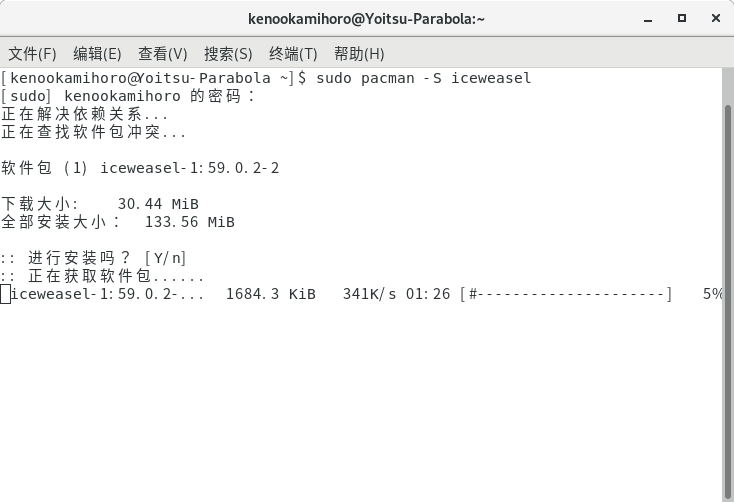 kenookamihoro@Yoitsu-Parabola:~
文件(F) 编辑(E) 查看(V) 搜索(S) 终端(T) 帮助(H)
[kenookamihoro@Yoitsu-Parabola ~]$ sudo pacman -S iceweasel
[sudo] kenookamihoro 的密码：
正在解决依赖关系...
正在查找软件包冲突...
软件包 (1) iceweasel-1:59.0.2-2
下载大小:    30.44 MiB
全部安装大小：  133.56 MiB
:: 进行安装吗？ [Y/n]
:: 正在获取软件包......
iceweasel-1:59.0.2-...  1684.3 KiB   341K/s 01:26 [#---------------------]   5%